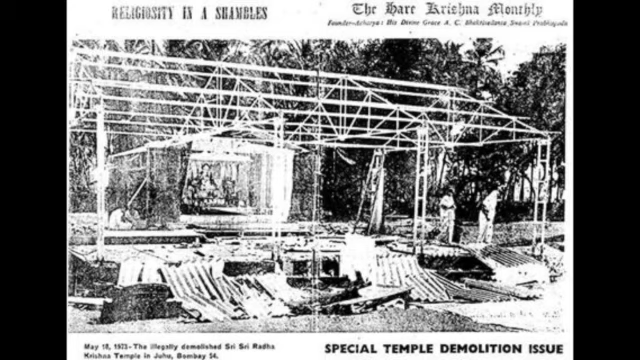 RELIGIOSITY IN A SHAMBLES
The Hare Krishna Monthly
Founder-Acharya: His Divine Grace A. C. Bhaktivedanta Swami Prabhupada
May 18, 1973-The illegally demolished Sri Sri Radha
Krishna Temple in Juhu, Bombay 54.
SPECIAL TEMPLE DEMOLITION ISSUE